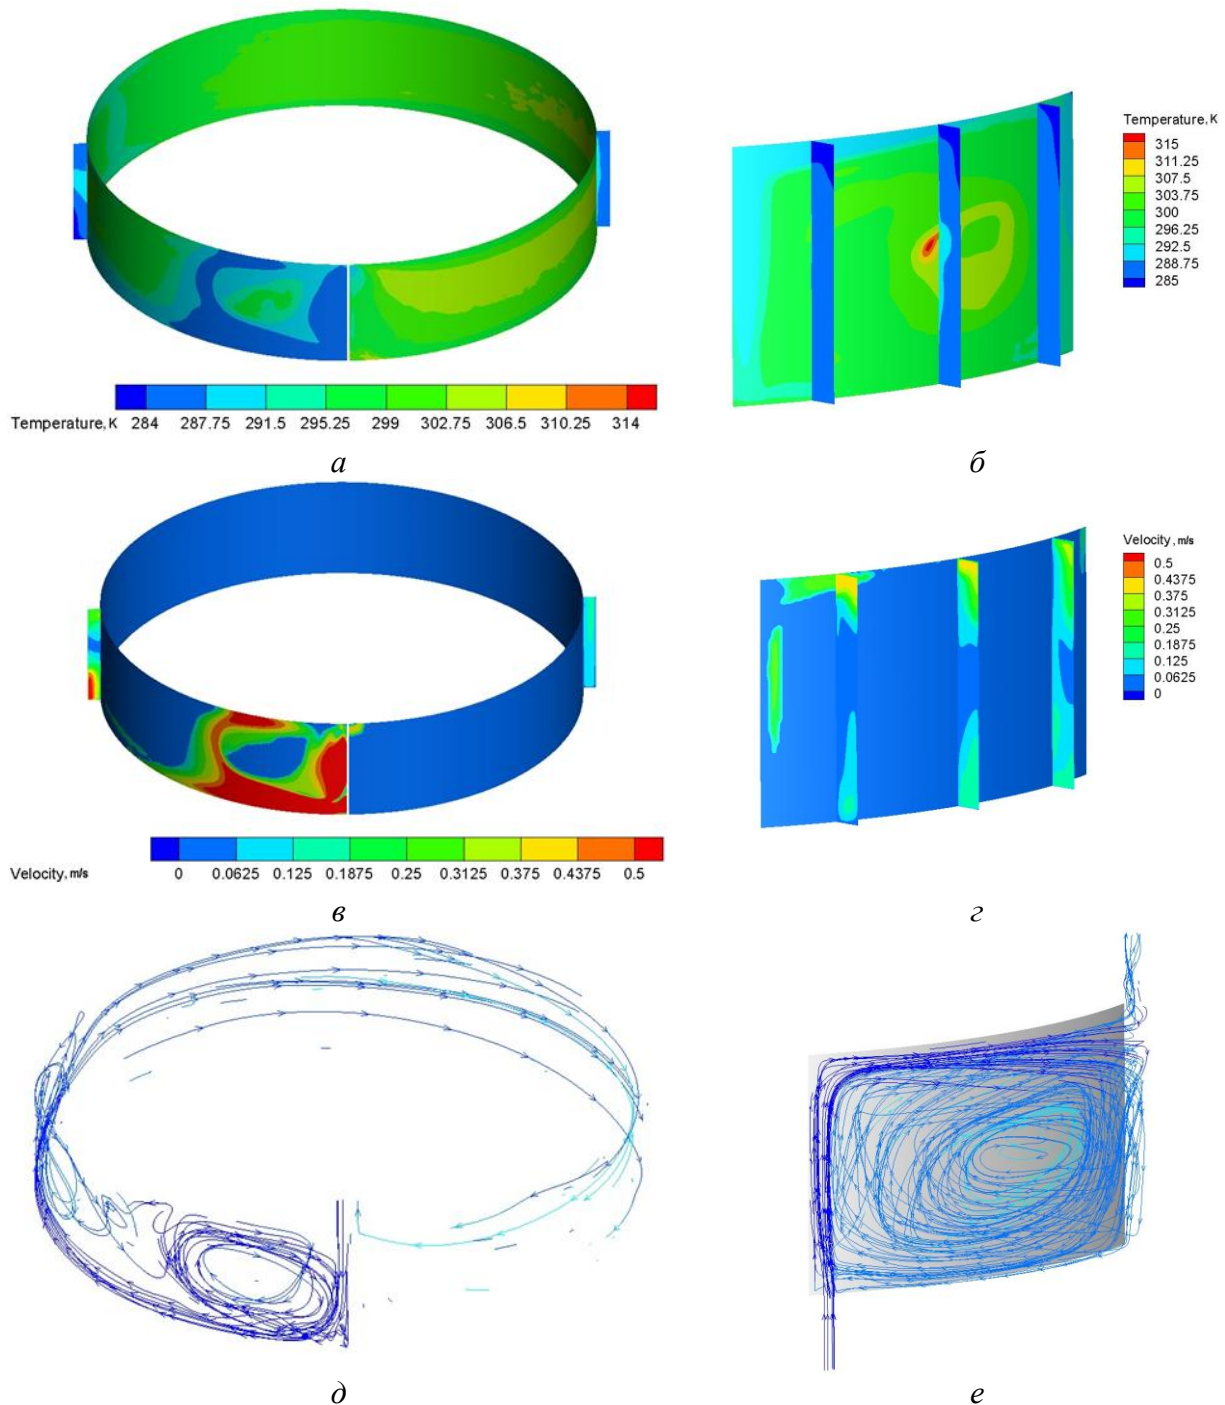 Temperature, K
315
311.25
307.5
303.75
300
296.25
292.5
288.75
285
Temperature, K 284 287.75 291.5 295.25 299 302.75 306.5 310.25 314
а
б
Velocity, m/s
0.5
0.4375
0.375
0.3125
0.25
0.1875
0.125
0.0625
0
Velocity, m/s 0 0.0625 0.125 0.1875 0.25 0.3125 0.375 0.4375 0.5
в
г
д
е